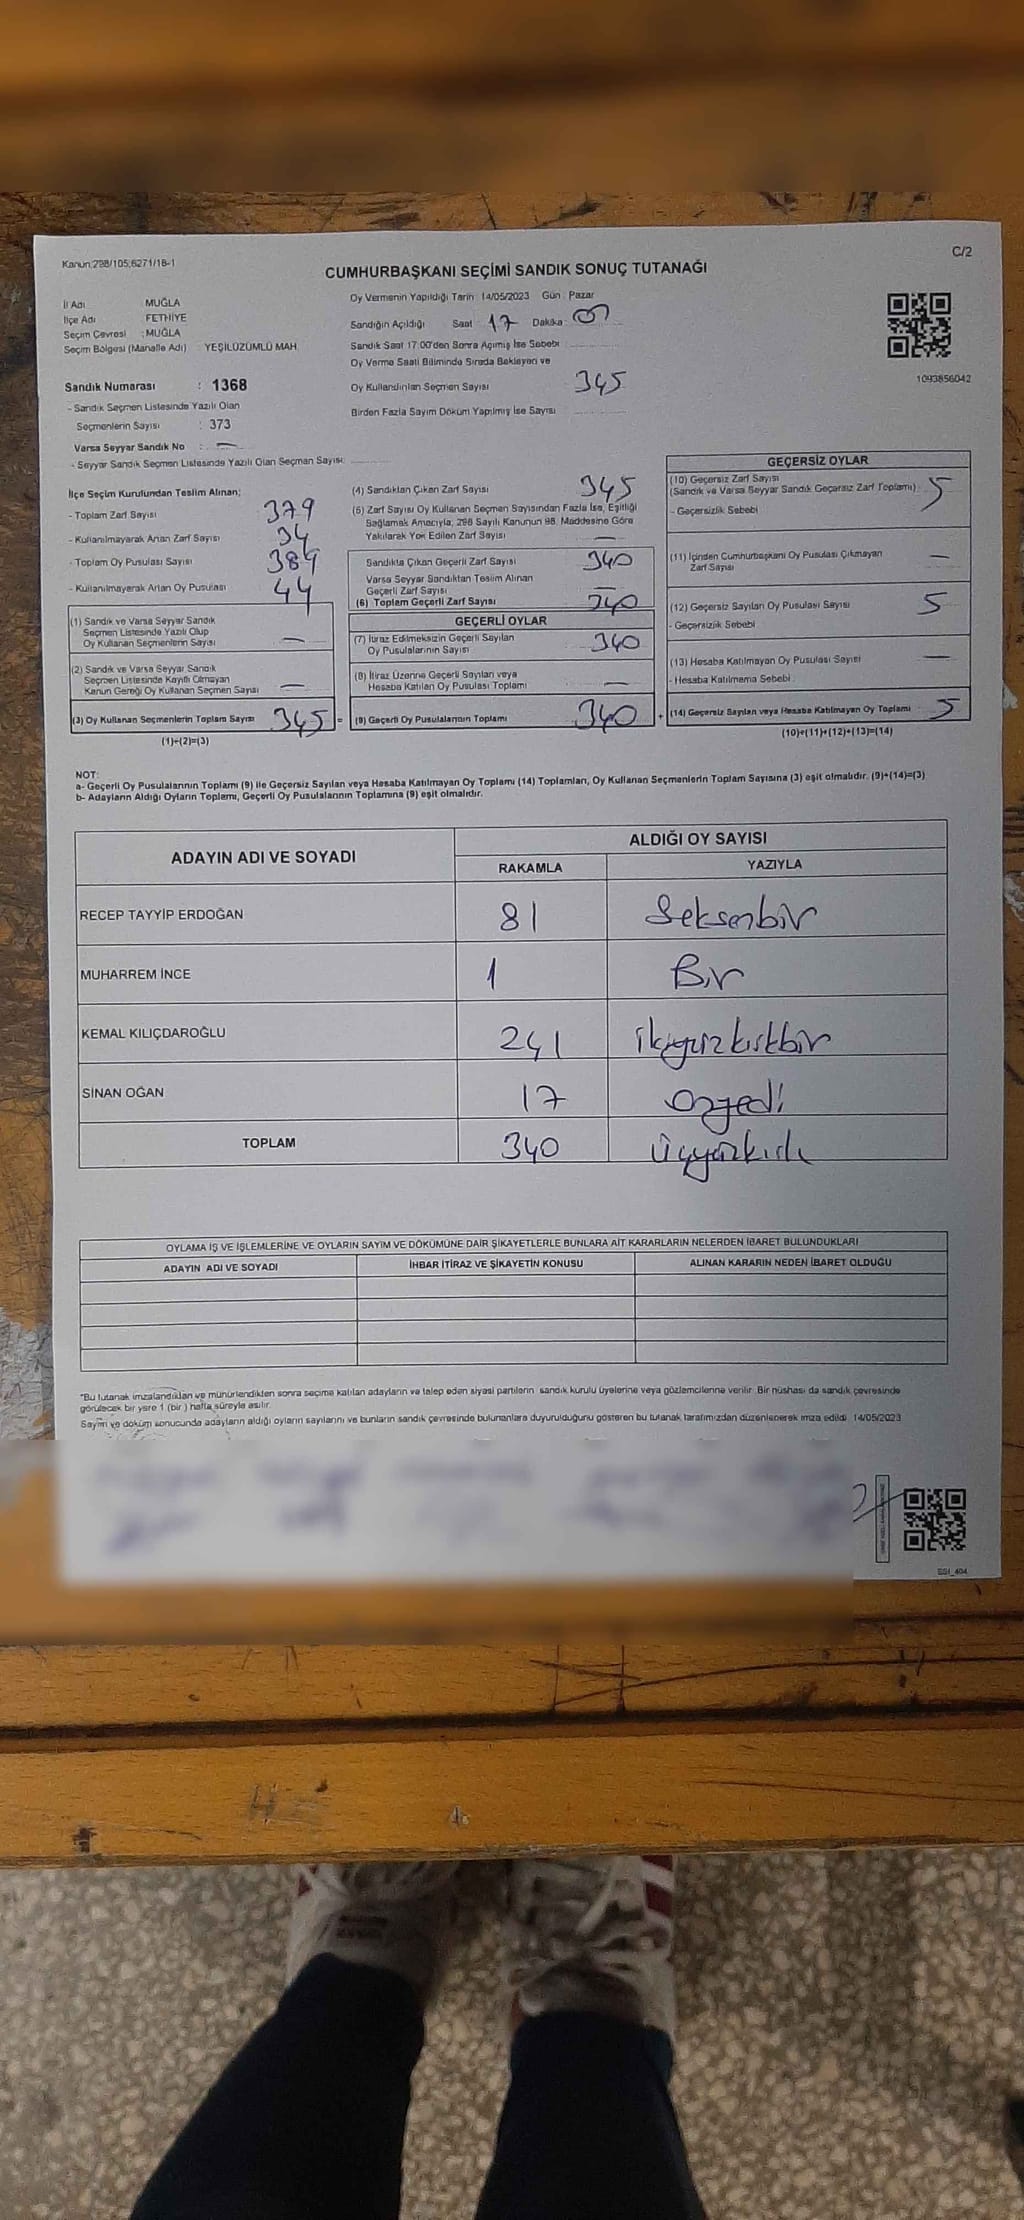 Kanun:298/105;6271/18-1
C/2
CUMHURBAŞKANI SEÇİMİ SANDIK SONUÇ TUTANAĞI
İl Adı : MUĞLA
İlçe Adı : FETHİYE
Seçim Çevresi : MUĞLA
Seçim Bölgesi (Mahalle Adı) : YEŞİLÜZÜMLÜ MAH.
Sandık Numarası : 1368
- Sandık Seçmen Listesinde Yazılı Olan
Seçmenlerin Sayısı : 373
Varsa Seyyar Sandık No : —
- Seyyar Sandık Seçmen Listesinde Yazılı Olan Seçmen Sayısı:
Oy Vermenin Yapıldığı Tarih : 14/05/2023 Gün : Pazar
Sandığın Açıldığı Saat : 17 Dakika :
Sandık Saat 17:00'den Sonra Açılmış İse Sebebi :
Oy Verme Saati Bitiminde Sırada Bekleyen ve
Oy Kullandırılan Seçmen Sayısı : 345
Birden Fazla Sayım Döküm Yapılmış İse Sayısı :
1093856042
İlçe Seçim Kurulundan Teslim Alınan;
- Toplam Zarf Sayısı : 379
- Kullanılmayarak Artan Zarf Sayısı : 34
- Toplam Oy Pusulası Sayısı : 389
- Kullanılmayarak Artan Oy Pusulası : 44
(1) Sandık ve Varsa Seyyar Sandık
Seçmen Listesinde Yazılı Olup
Oy Kullanan Seçmenlerin Sayısı : —
(2) Sandık ve Varsa Seyyar Sandık
Seçmen Listesinde Kayıtlı Olmayan
Kanun Gereği Oy Kullanan Seçmen Sayısı : —
(3) Oy Kullanan Seçmenlerin Toplam Sayısı : 345 =
(1)+(2)=(3)
(4) Sandıktan Çıkan Zarf Sayısı : 345
(5) Zarf Sayısı Oy Kullanan Seçmen Sayısından Fazla İse, Eşitliği
Sağlamak Amacıyla, 298 Sayılı Kanunun 98. Maddesine Göre
Yakılarak Yok Edilen Zarf Sayısı : —
Sandıkta Çıkan Geçerli Zarf Sayısı : 340
Varsa Seyyar Sandıktan Teslim Alınan
Geçerli Zarf Sayısı : —
(6) Toplam Geçerli Zarf Sayısı : 340
GEÇERLİ OYLAR
(7) İtiraz Edilmeksizin Geçerli Sayılan
Oy Pusulalarının Sayısı : 340
(8) İtiraz Üzerine Geçerli Sayılan veya
Hesaba Katılan Oy Pusulası Toplamı : —
(9) Geçerli Oy Pusulalarının Toplamı : 340 +
GEÇERSİZ OYLAR
(10) Geçersiz Zarf Sayısı
(Sandık ve Varsa Seyyar Sandık Geçersiz Zarf Toplamı) : 5
- Geçersizlik Sebebi :
(11) İçinden Cumhurbaşkanı Oy Pusulası Çıkmayan
Zarf Sayısı : —
(12) Geçersiz Sayılan Oy Pusulası Sayısı : 5
- Geçersizlik Sebebi :
(13) Hesaba Katılmayan Oy Pusulası Sayısı : —
- Hesaba Katılmama Sebebi :
(14) Geçersiz Sayılan veya Hesaba Katılmayan Oy Toplamı : 5
(10)+(11)+(12)+(13)=(14)
NOT:
a- Geçerli Oy Pusulalarının Toplamı (9) ile Geçersiz Sayılan veya Hesaba Katılmayan Oy Toplamı (14) Toplamları, Oy Kullanan Seçmenlerin Toplam Sayısına (3) eşit olmalıdır. (9)+(14)=(3)
b- Adayların Aldığı Oyların Toplamı, Geçerli Oy Pusulalarının Toplamına (9) eşit olmalıdır.
ADAYIN ADI VE SOYADI
ALDIĞI OY SAYISI
RAKAMLA YAZIYLA
RECEP TAYYİP ERDOĞAN 81 Seksenbir
MUHARREM İNCE 1 Bir
KEMAL KILIÇDAROĞLU 241 ikiyüzkırkbir
SİNAN OĞAN 17 onyedi
TOPLAM 340 Üçyüzkırk
OYLAMA İŞ VE İŞLEMLERİNE VE OYLARIN SAYIM VE DÖKÜMÜNE DAİR ŞİKAYETLERLE BUNLARA AİT KARARLARIN NELERDEN İBARET BULUNDUKLARI
ADAYIN ADI VE SOYADI İHBAR İTİRAZ VE ŞİKAYETİN KONUSU ALINAN KARARIN NEDEN İBARET OLDUĞU
"Bu tutanak imzalandıktan ve mühürlendikten sonra seçime katılan adayların ve talep eden siyasi partilerin sandık kurulu üyelerine veya gözlemcilerine verilir. Bir nüshası da sandık çevresinde
görülecek bir yere 1 (bir) hafta süreyle asılır.
Sayım ve döküm sonucunda adayların aldığı oyların sayılarını ve bunların sandık çevresinde bulunanlara duyurulduğunu gösteren bu tutanak tarafımızdan düzenlenerek imza edildi. 14/05/2023